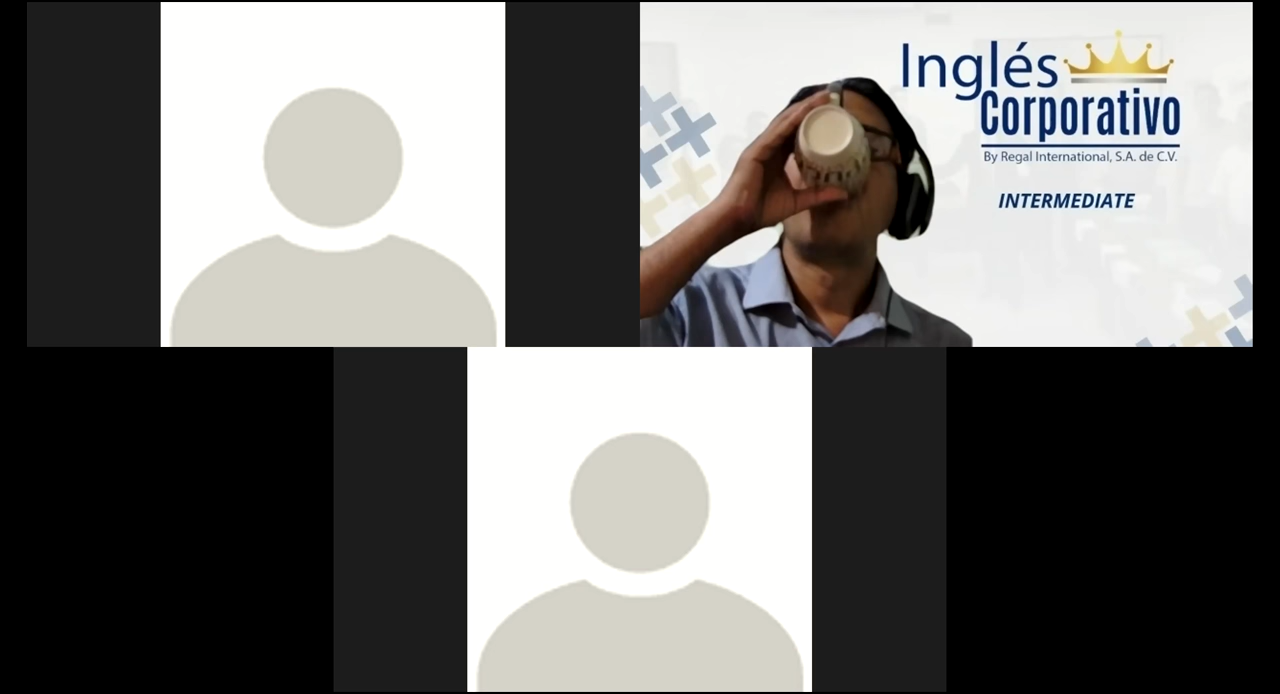 Inglés
Corporativo
By Regal International, S.A. de C.V.
INTERMEDIATE